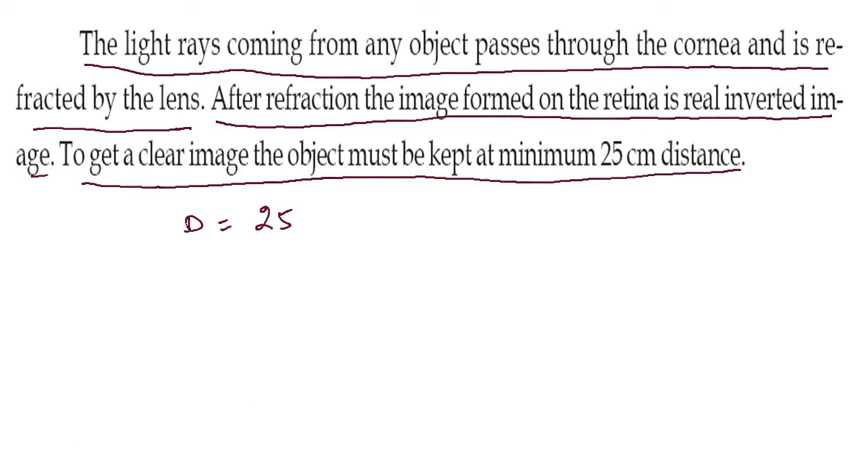 The light rays coming from any object passes through the cornea and is re-
fracted by the lens. After refraction the image formed on the retina is real inverted im-
age. To get a clear image the object must be kept at minimum 25 cm distance.
D = 25